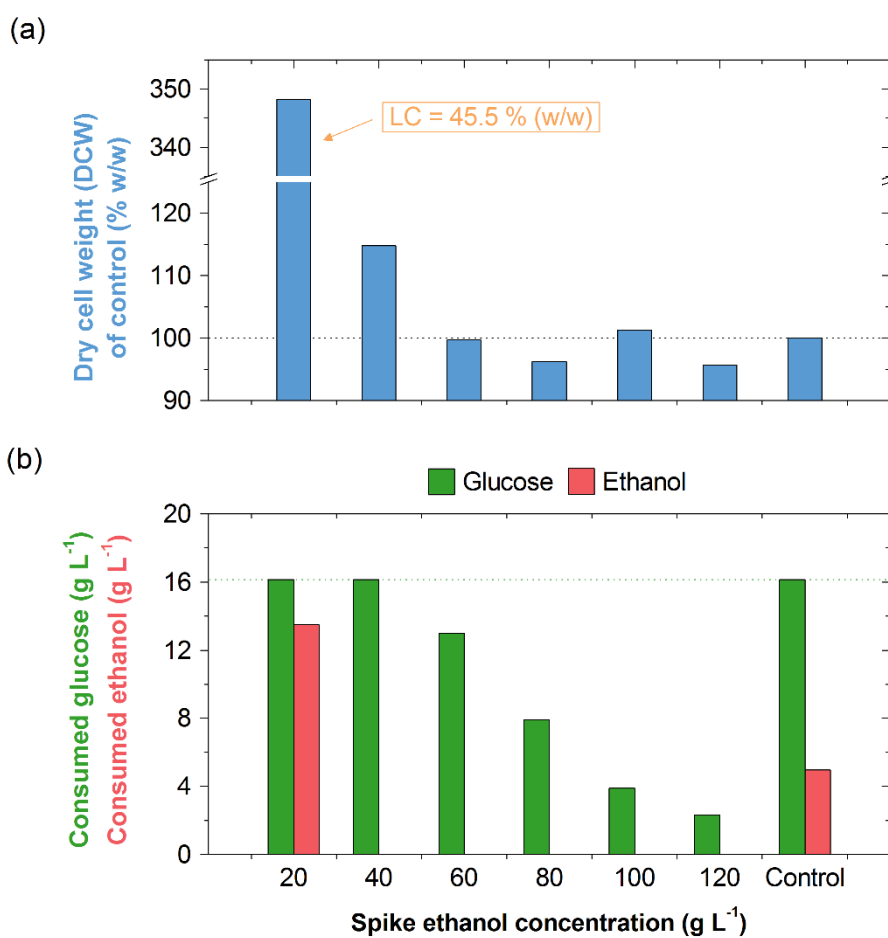 (a)
Dry cell weight (DCW)
of control (% w/w)
350
340
120
110
100
90
LC = 45.5 % (w/w)
(b)
Glucose Ethanol
Consumed glucose (g L⁻¹)
Consumed ethanol (g L⁻¹)
20
16
12
8
4
0
20 40 60 80 100 120 Control
Spike ethanol concentration (g L⁻¹)